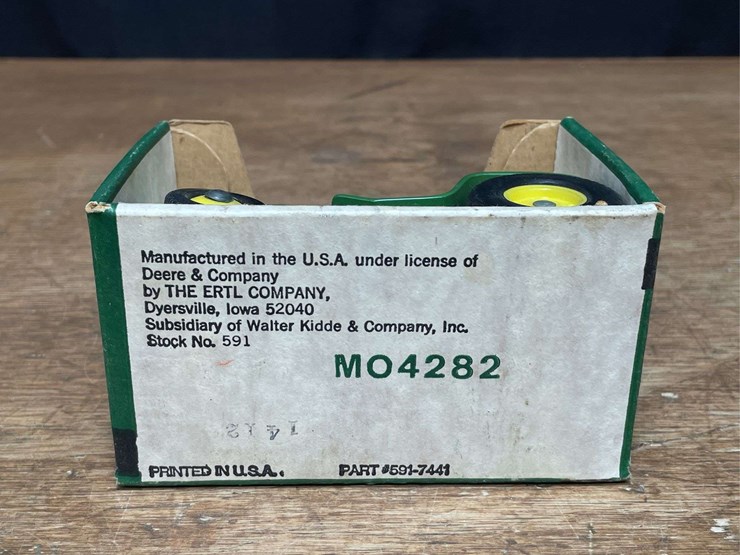 Manufactured in the U.S.A. under license of
Deere & Company
by THE ERTL COMPANY,
Dyersville, Iowa 52040
Subsidiary of Walter Kidde & Company, Inc.
Stock No. 591
MO4282
PRINTED IN U.S.A. PART #591-7441